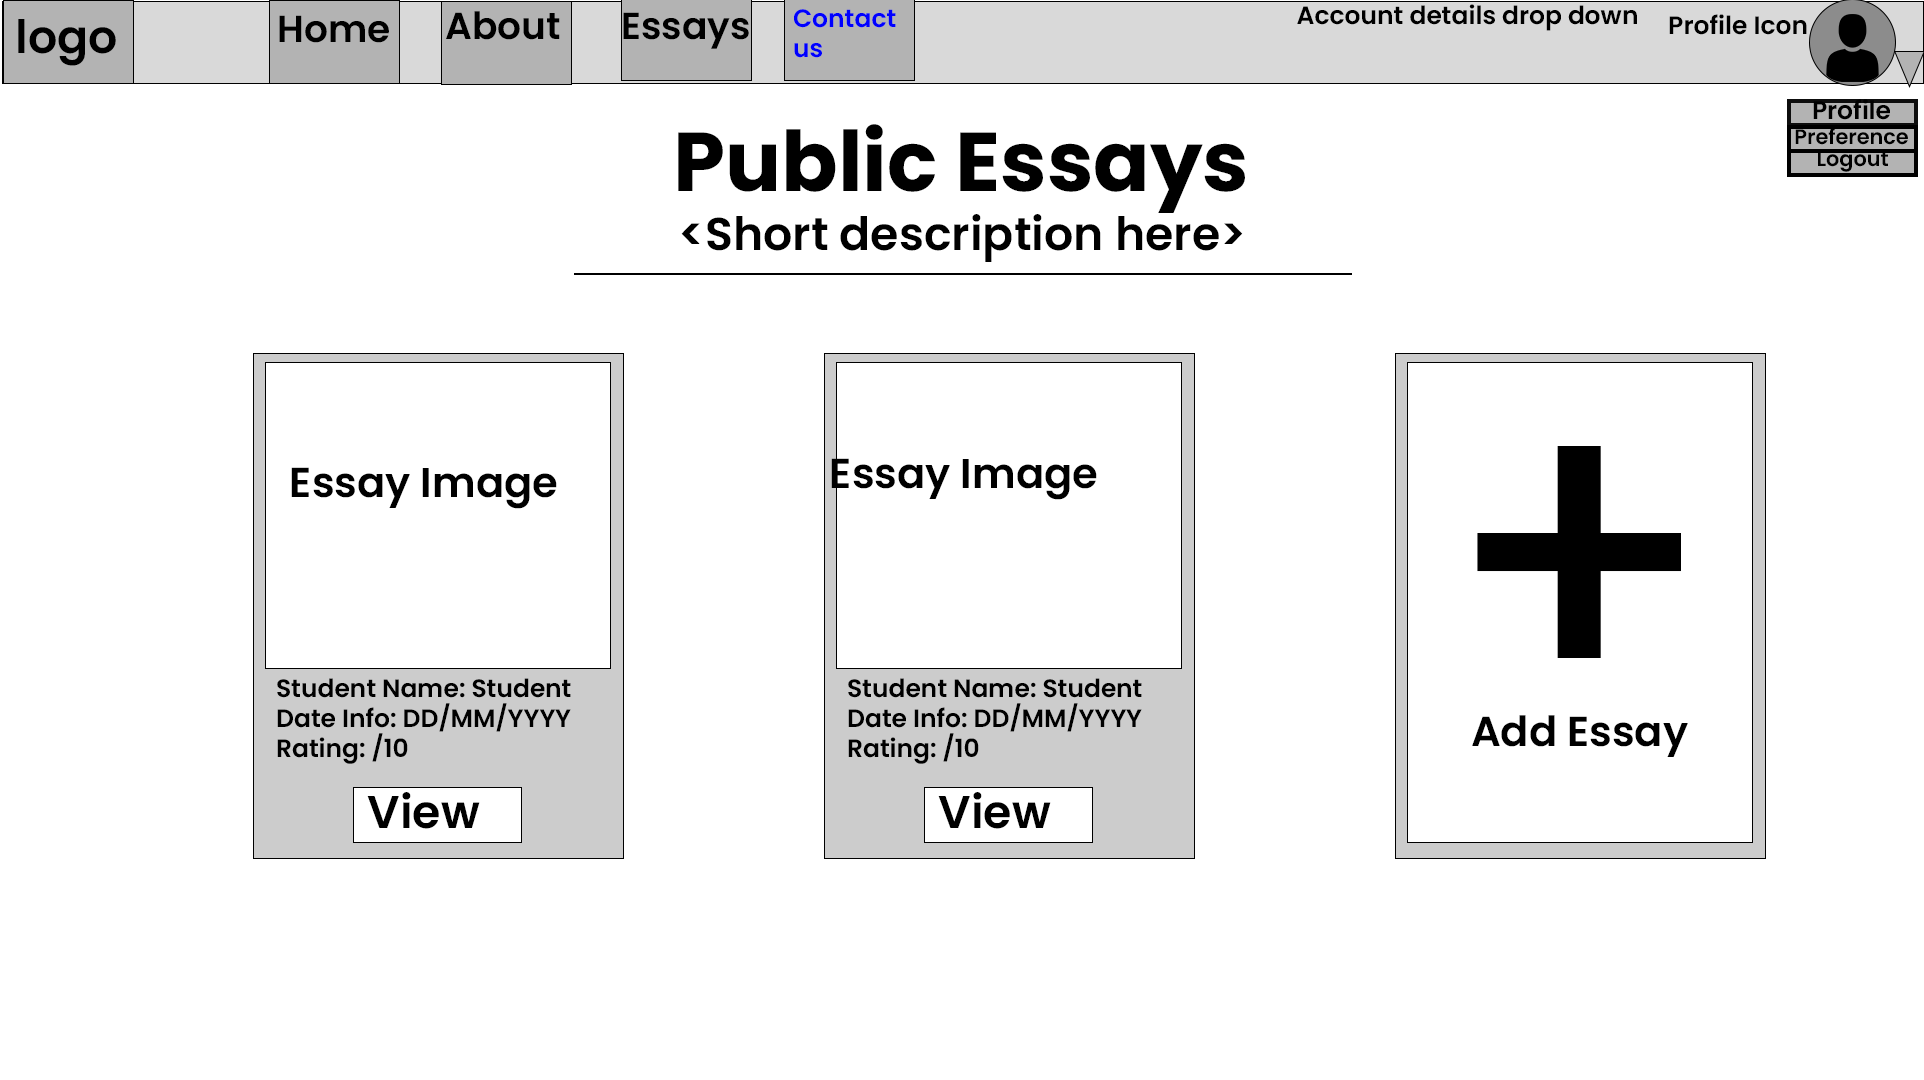 logo
Home
About
Essays
Contact
us
Account details drop down
Profile Icon
Profile
Preference
Logout
Public Essays
<Short description here>
Essay Image
Student Name: Student
Date Info: DD/MM/YYYY
Rating: /10
View
Essay Image
Student Name: Student
Date Info: DD/MM/YYYY
Rating: /10
View
Add Essay